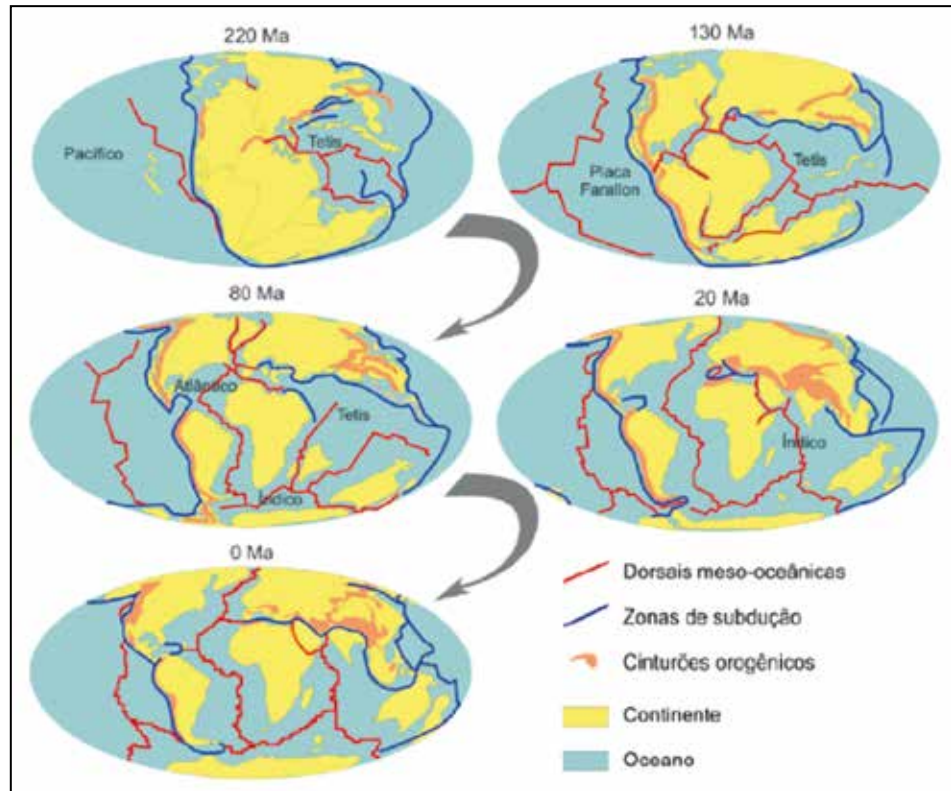 220 Ma
Pacífico
Tetis
130 Ma
Placa
Farallon
Tetis
80 Ma
Atlântico
Tetis
Índico
20 Ma
Índico
0 Ma
Dorsais meso-oceânicas
Zonas de subdução
Cinturões orogênicos
Continente
Oceano